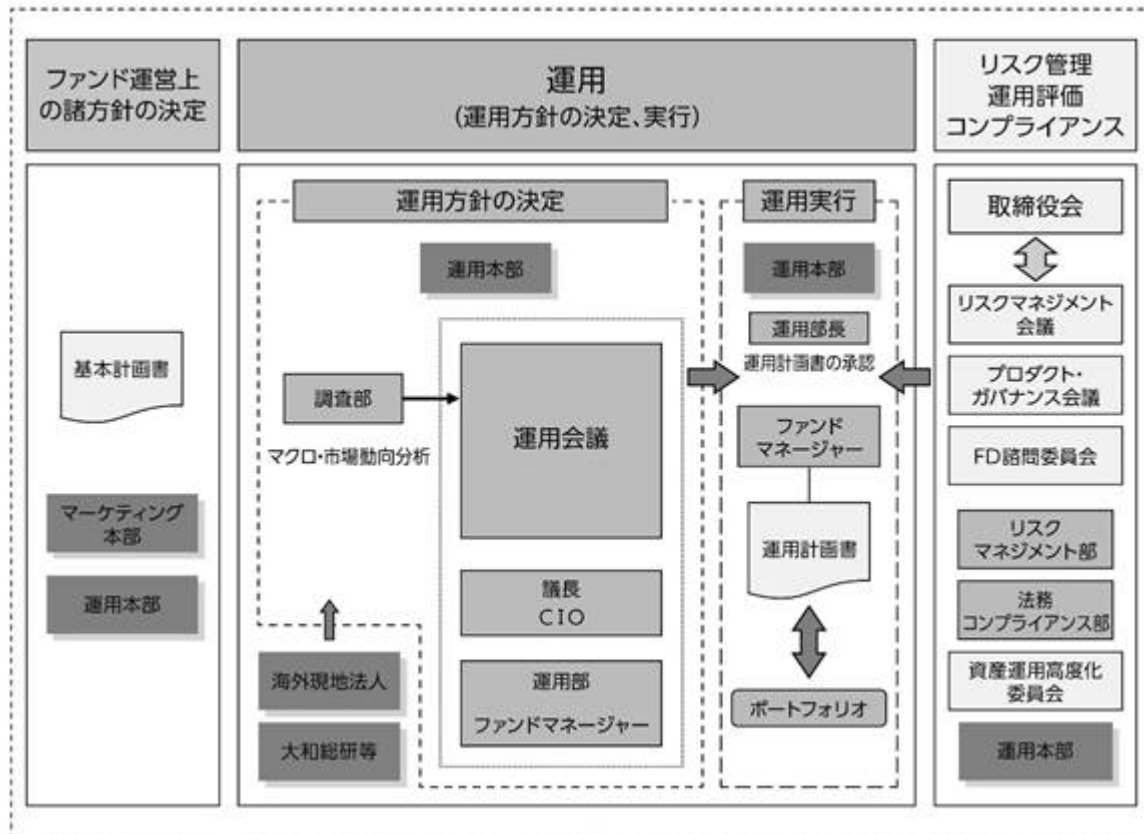 ファンド運営上
の諸方針の決定
運用
(運用方針の決定、実行)
リスク管理
運用評価
コンプライアンス
基本計画書
マーケティング
本部
運用本部
運用方針の決定
運用本部
調査部
マクロ・市場動向分析
運用会議
議長
CIO
運用部
ファンドマネージャー
海外現地法人
大和総研等
運用実行
運用本部
運用部長
運用計画書の承認
ファンド
マネージャー
運用計画書
ポートフォリオ
取締役会
リスクマネジメント
会議
プロダクト・
ガバナンス会議
FD諮問委員会
リスク
マネジメント部
法務
コンプライアンス部
資産運用高度化
委員会
運用本部